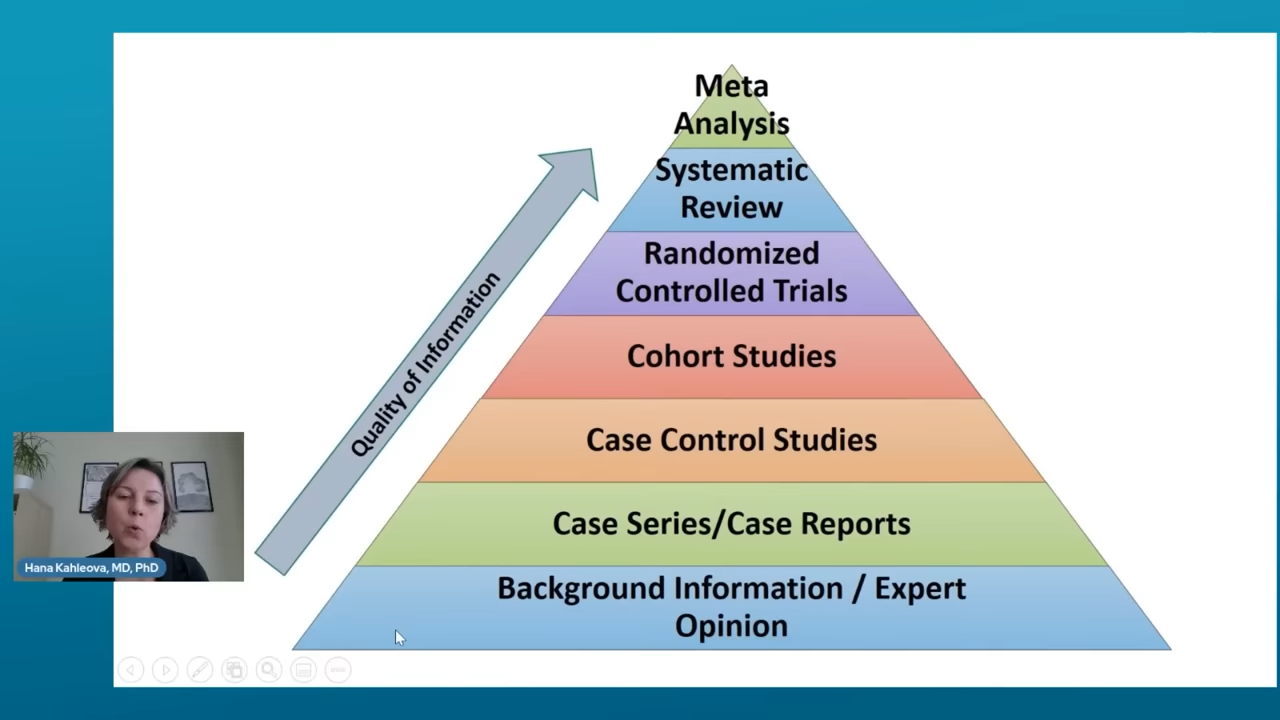 Meta
Analysis
Systematic
Review
Randomized
Controlled Trials
Cohort Studies
Case Control Studies
Case Series/Case Reports
Background Information / Expert
Opinion
Quality of Information
Hana Kahleova, MD, PhD